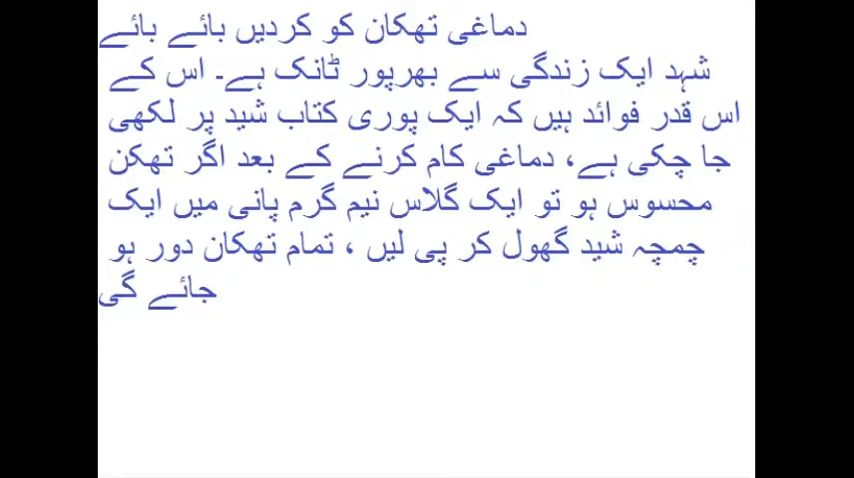 دماغی تھکان کو کردیں بائے بائے
شہد ایک زندگی سے بھرپور ٹانک ہے۔ اس کے
اس قدر فوائد ہیں کہ ایک پوری کتاب شید پر لکھی
جا چکی ہے، دماغی کام کرنے کے بعد اگر تھکن
محسوس ہو تو ایک گلاس نیم گرم پانی میں ایک
چمچہ شید گھول کر پی لیں ، تمام تھکان دور ہو
جائے گی